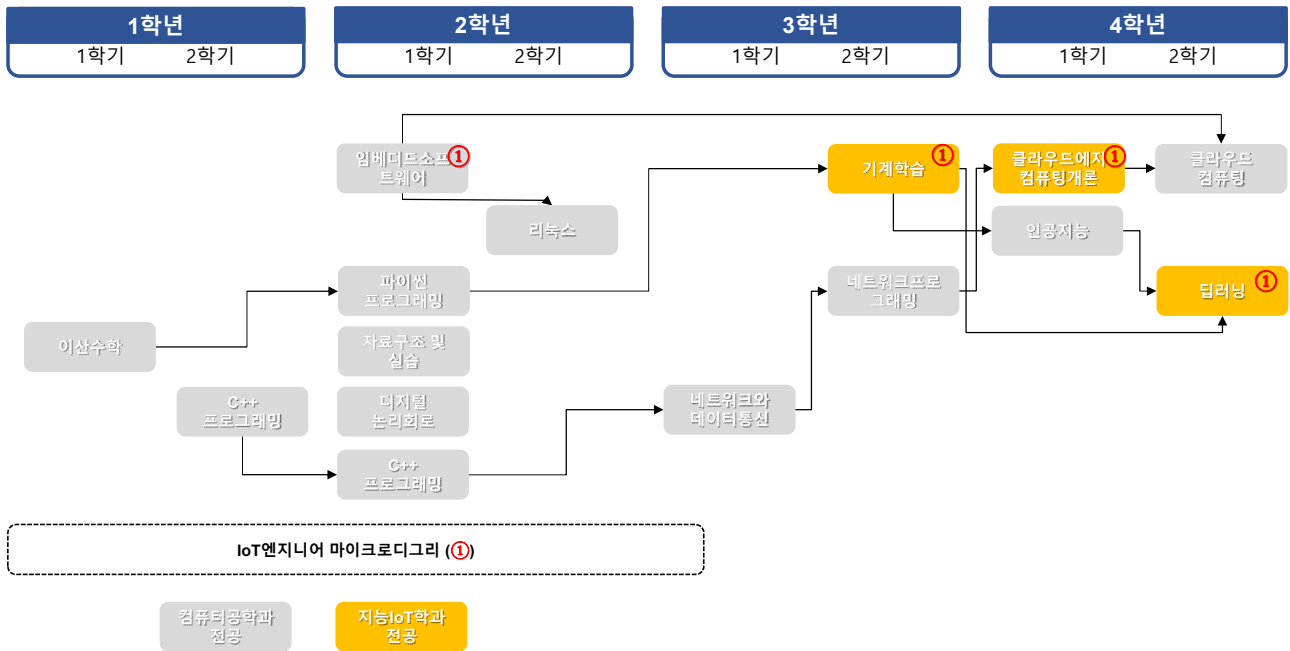 1학년
1학기 2학기
2학년
1학기 2학기
3학년
1학기 2학기
4학년
1학기 2학기
임베디드소프
트웨어
①
기계학습
①
클라우드에지
컴퓨팅개론
①
클라우드
컴퓨팅
리눅스
인공지능
파이썬
프로그래밍
네트워크프로
그래밍
딥러닝
①
이산수학
자료구조 및
실습
C++
프로그래밍
디지털
논리회로
네트워크와
데이터통신
C++
프로그래밍
IoT엔지니어 마이크로디그리 (①)
컴퓨터공학과
전공
지능IoT학과
전공